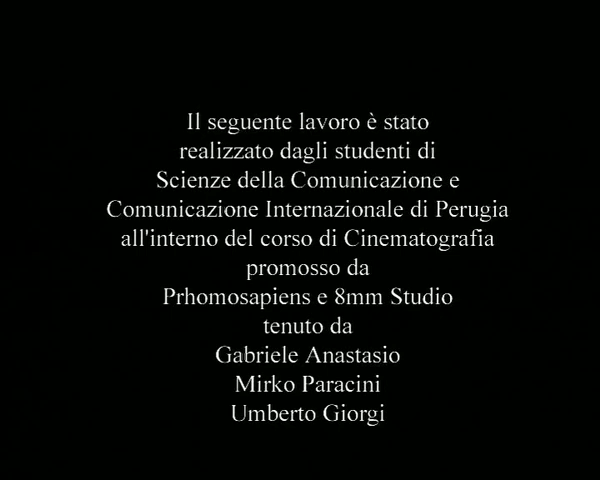 Il seguente lavoro è stato
realizzato dagli studenti di
Scienze della Comunicazione e
Comunicazione Internazionale di Perugia
all'interno del corso di Cinematografia
promosso da
Prhomosapiens e 8mm Studio
tenuto da
Gabriele Anastasio
Mirko Paracini
Umberto Giorgi